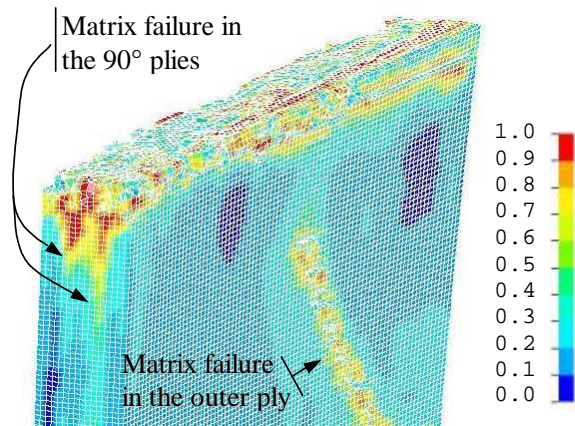 Matrix failure in
the 90° plies
1.0
0.9
0.8
0.7
0.6
0.5
0.4
0.3
0.2
0.1
0.0
Matrix failure
in the outer ply